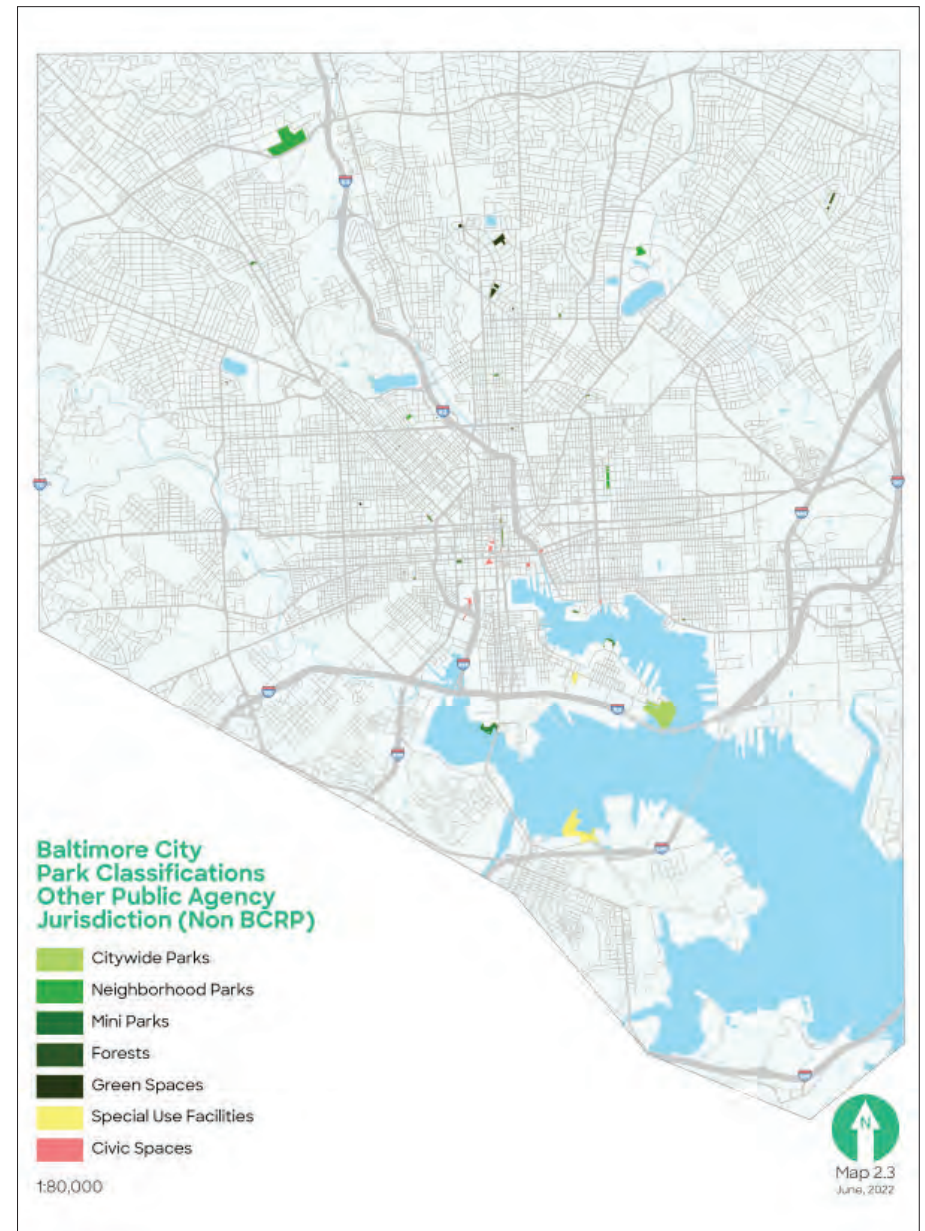 Baltimore City
Park Classifications
Other Public Agency
Jurisdiction (Non BCRP)
Citywide Parks
Neighborhood Parks
Mini Parks
Forests
Green Spaces
Special Use Facilities
Civic Spaces
1:80,000
N
Map 2.3
June, 2022